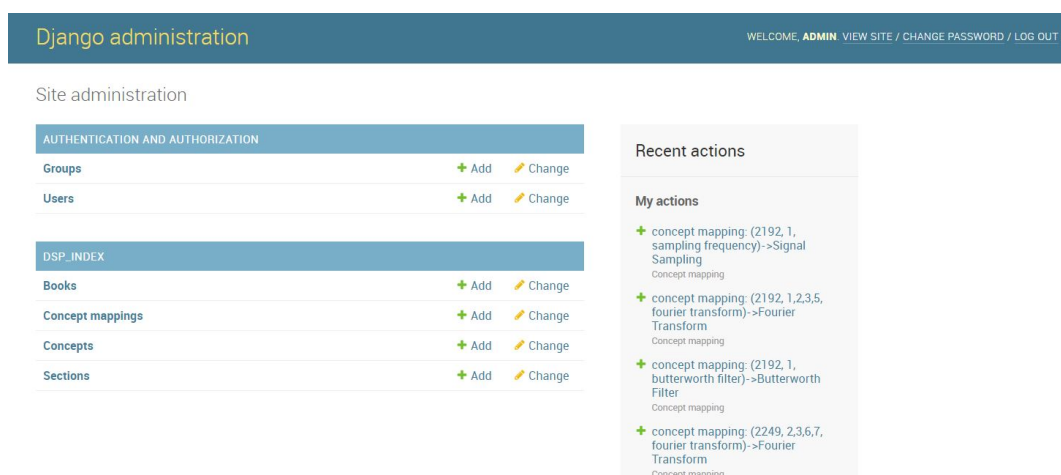 Django administration
WELCOME, ADMIN. VIEW SITE / CHANGE PASSWORD / LOG OUT
Site administration
AUTHENTICATION AND AUTHORIZATION
Groups + Add Change
Users + Add Change
DSP_INDEX
Books + Add Change
Concept mappings + Add Change
Concepts + Add Change
Sections + Add Change
Recent actions
My actions
+ concept mapping: (2192, 1,
sampling frequency)->Signal
Sampling
Concept mapping
+ concept mapping: (2192, 1,2,3,5,
fourier transform)->Fourier
Transform
Concept mapping
+ concept mapping: (2192, 1,
butterworth filter)->Butterworth
Filter
Concept mapping
+ concept mapping: (2249, 2,3,6,7,
fourier transform)->Fourier
Transform
Concept mapping